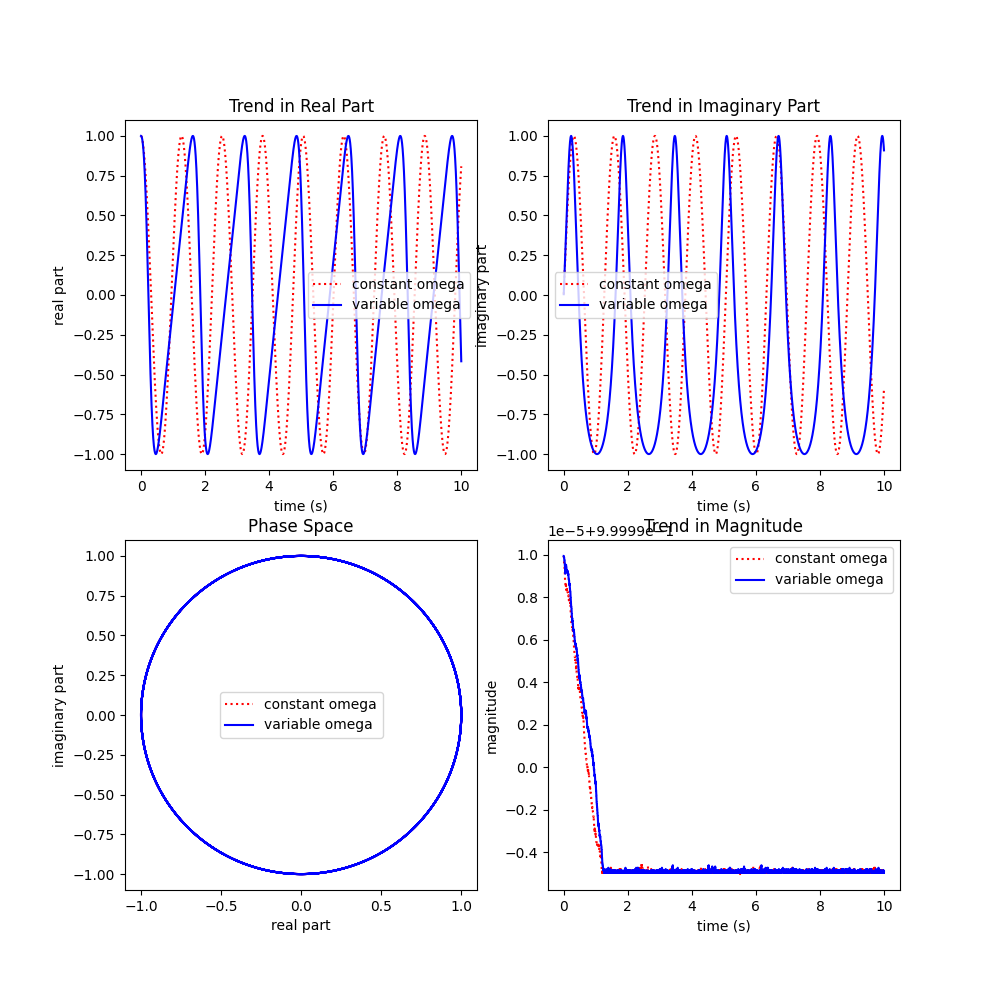 Trend in Real Part
1.00
0.75
0.50
0.25
0.00
−0.25
−0.50
−0.75
−1.00
real part
constant omega
variable omega
0 2 4 6 8 10
time (s)
Trend in Imaginary Part
1.00
0.75
0.50
0.25
0.00
−0.25
−0.50
−0.75
−1.00
imaginary part
constant omega
variable omega
0 2 4 6 8 10
time (s)
Phase Space
1.00
0.75
0.50
0.25
0.00
−0.25
−0.50
−0.75
−1.00
imaginary part
constant omega
variable omega
−1.0 −0.5 0.0 0.5 1.0
real part
1e−5+9.9999e−1
Trend in Magnitude
1.0
0.8
0.6
0.4
0.2
0.0
−0.2
−0.4
magnitude
constant omega
variable omega
0 2 4 6 8 10
time (s)